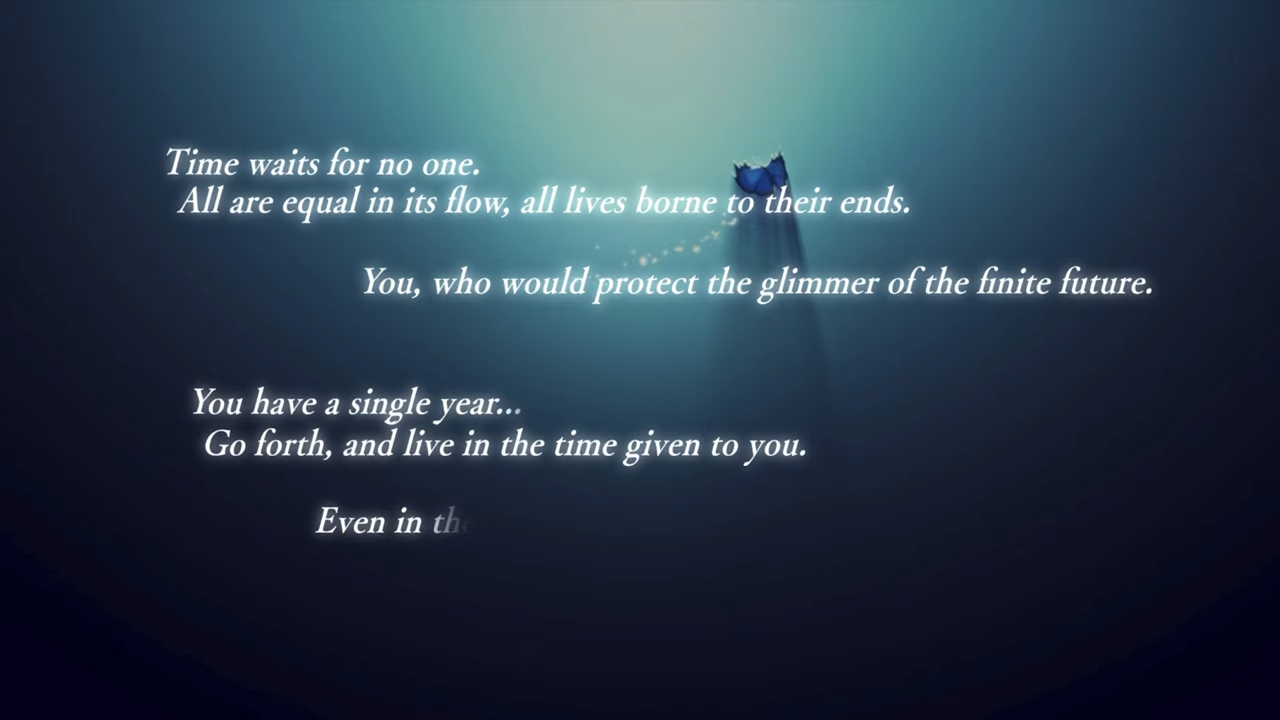 Time waits for no one.
All are equal in its flow, all lives borne to their ends.
You, who would protect the glimmer of the finite future.
You have a single year...
Go forth, and live in the time given to you.
Even in the